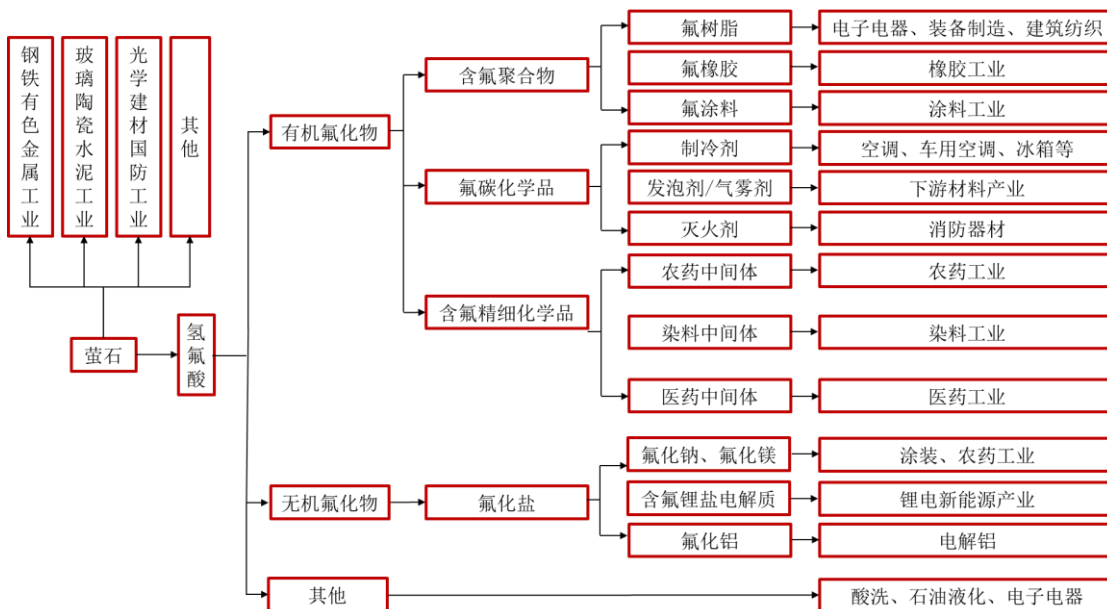 钢铁有色金属工业
玻璃陶瓷水泥工业
光学建材国防工业
其他
萤石
氢氟酸
有机氟化物
含氟聚合物
氟树脂
电子电器、装备制造、建筑纺织
氟橡胶
橡胶工业
氟涂料
涂料工业
氟碳化学品
制冷剂
空调、车用空调、冰箱等
发泡剂/气雾剂
下游材料产业
灭火剂
消防器材
含氟精细化学品
农药中间体
农药工业
染料中间体
染料工业
医药中间体
医药工业
无机氟化物
氟化盐
氟化钠、氟化镁
涂装、农药工业
含氟锂盐电解质
锂电新能源产业
氟化铝
电解铝
其他
酸洗、石油液化、电子电器